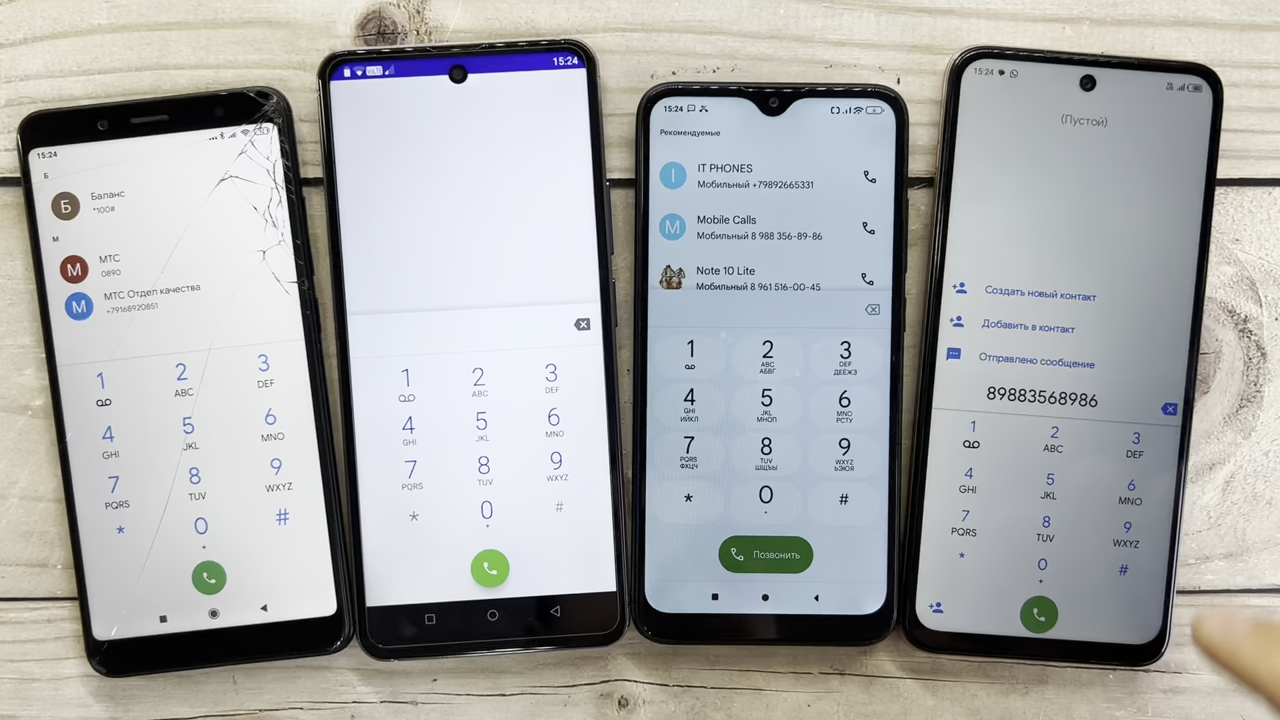 15:24
Б
Б
Баланс
*100#
М
М
МТС
0890
М
МТС Отдел качества
+79168920851
1
2
ABC
3
DEF
4
GHI
5
JKL
6
MNO
7
PQRS
8
TUV
9
WXYZ
*
0
+
#
VoLTE
15:24
1
2
ABC
3
DEF
4
GHI
5
JKL
6
MNO
7
PQRS
8
TUV
9
WXYZ
*
0
+
#
15:24
Рекомендуемые
I
IT PHONES
Мобильный +79892665331
M
Mobile Calls
Мобильный 8 988 356-89-86
Note 10 Lite
Мобильный 8 961 516-00-45
1
2
ABC
АБВГ
3
DEF
ДЕЁЖЗ
4
GHI
ИЙКЛ
5
JKL
МНОП
6
MNO
РСТУ
7
PQRS
ФХЦЧ
8
TUV
ШЩЪЫ
9
WXYZ
ЬЭЮЯ
*
0
#
Позвонить
15:24
(Пустой)
Создать новый контакт
Добавить в контакт
Отправлено сообщение
89883568986
1
2
ABC
3
DEF
4
GHI
5
JKL
6
MNO
7
PQRS
8
TUV
9
WXYZ
*
0
+
#